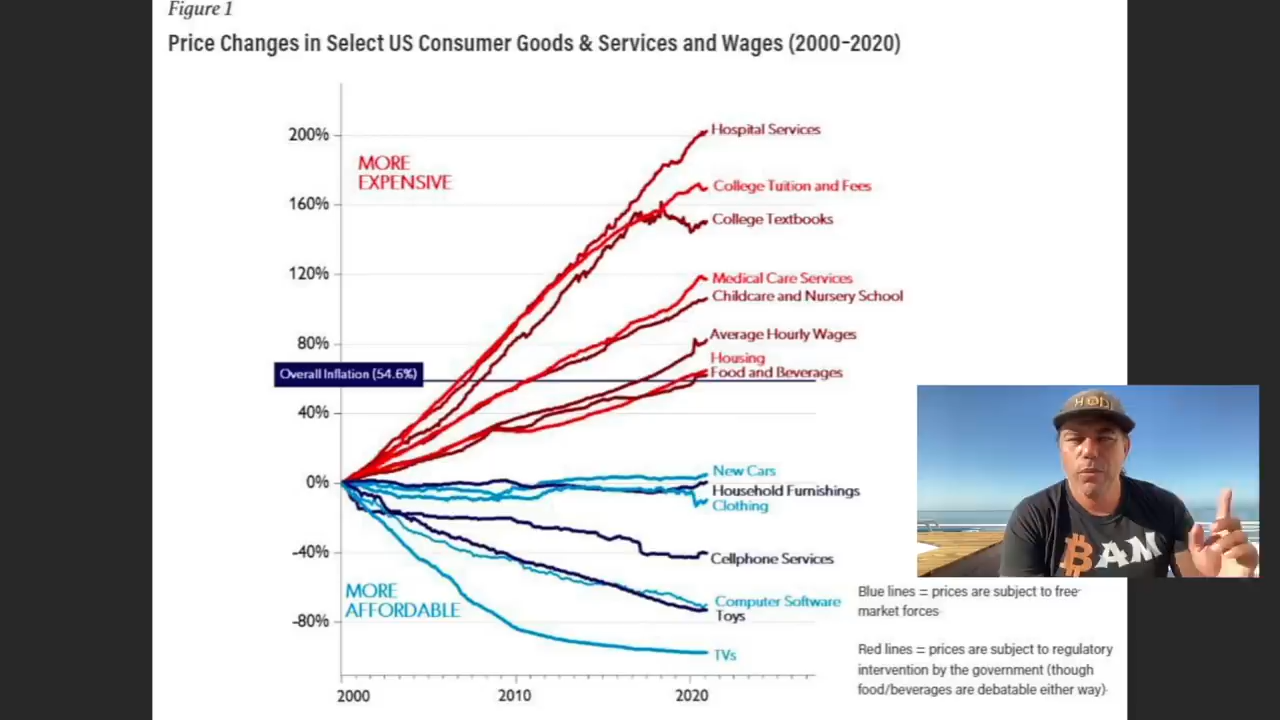 Figure 1
Price Changes in Select US Consumer Goods & Services and Wages (2000–2020)
200%
160%
120%
80%
40%
0%
-40%
-80%
MORE
EXPENSIVE
Overall Inflation (54.6%)
MORE
AFFORDABLE
Hospital Services
College Tuition and Fees
College Textbooks
Medical Care Services
Childcare and Nursery School
Average Hourly Wages
Housing
Food and Beverages
New Cars
Household Furnishings
Clothing
Cellphone Services
Computer Software
Toys
TVs
2000
2010
2020
HODL
BAM
Blue lines = prices are subject to free-
market forces
Red lines = prices are subject to regulatory
intervention by the government (though
food/beverages are debatable either way)